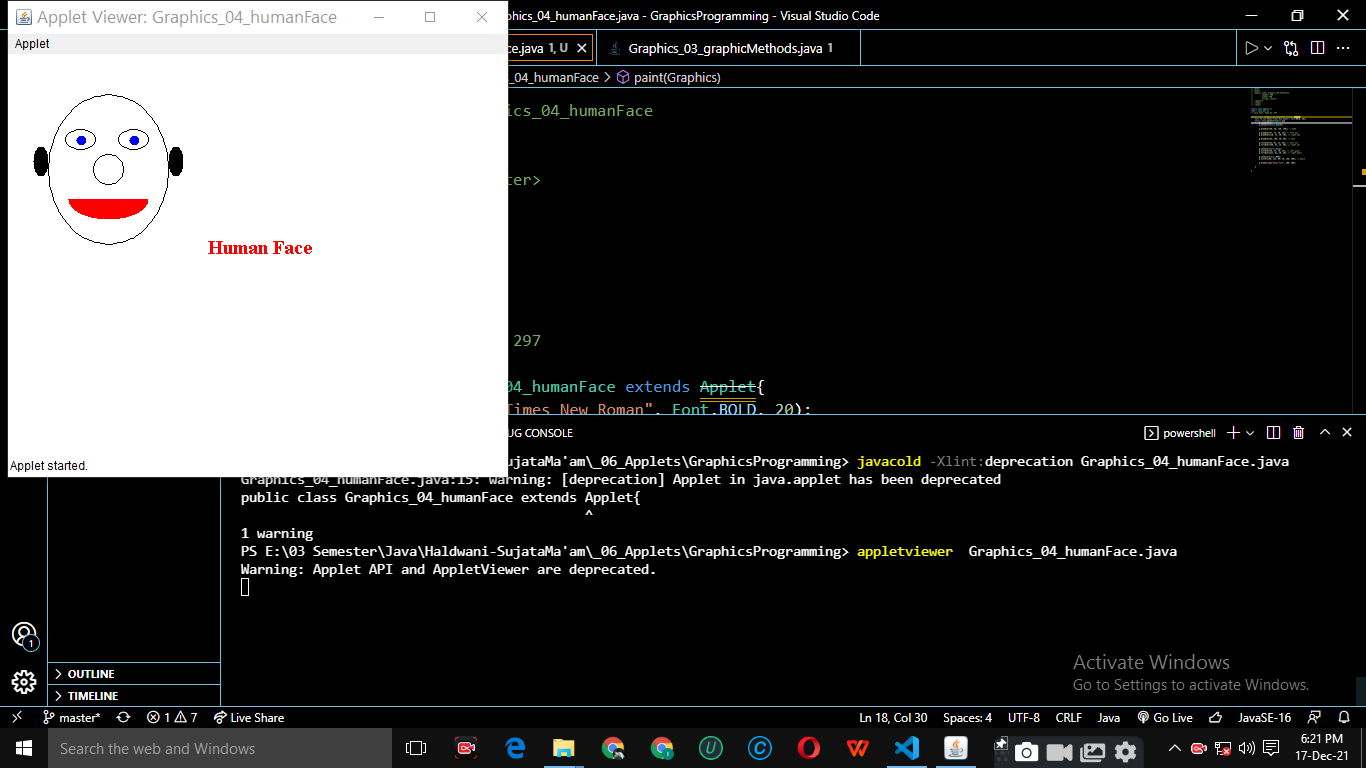 Applet Viewer: Graphics_04_humanFace
Applet
Human Face
Applet started.
phics_04_humanFace.java - GraphicsProgramming - Visual Studio Code
ce.java 1, U
Graphics_03_graphicMethods.java 1
_04_humanFace > paint(Graphics)
ics_04_humanFace
ter>
297
04_humanFace extends Applet{
Times New Roman", Font.BOLD, 20);
UG CONSOLE
powershell
SujataMa'am\_06_Applets\GraphicsProgramming> javacold -Xlint:deprecation Graphics_04_humanFace.java
Graphics_04_humanFace.java:15: warning: [deprecation] Applet in java.applet has been deprecated
public class Graphics_04_humanFace extends Applet{
^
1 warning
PS E:\03 Semester\Java\Haldwani-SujataMa'am\_06_Applets\GraphicsProgramming> appletviewer  Graphics_04_humanFace.java
Warning: Applet API and AppletViewer are deprecated.
1
OUTLINE
TIMELINE
Activate Windows
Go to Settings to activate Windows.
master* 1 7 Live Share
Ln 18, Col 30 Spaces: 4 UTF-8 CRLF Java Go Live JavaSE-16
Search the web and Windows
6:21 PM
17-Dec-21